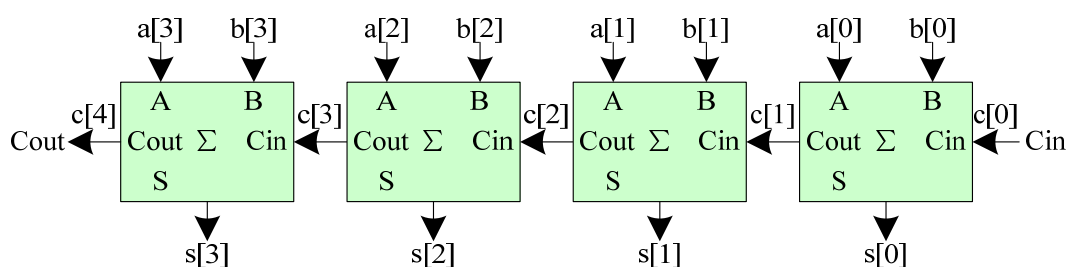 a[3] b[3] a[2] b[2] a[1] b[1] a[0] b[0]
A B A B A B A B
c[4] c[3] c[2] c[1] c[0]
Cout Cout Σ Cin Cout Σ Cin Cout Σ Cin Cout Σ Cin Cin
S S S S
s[3] s[2] s[1] s[0]